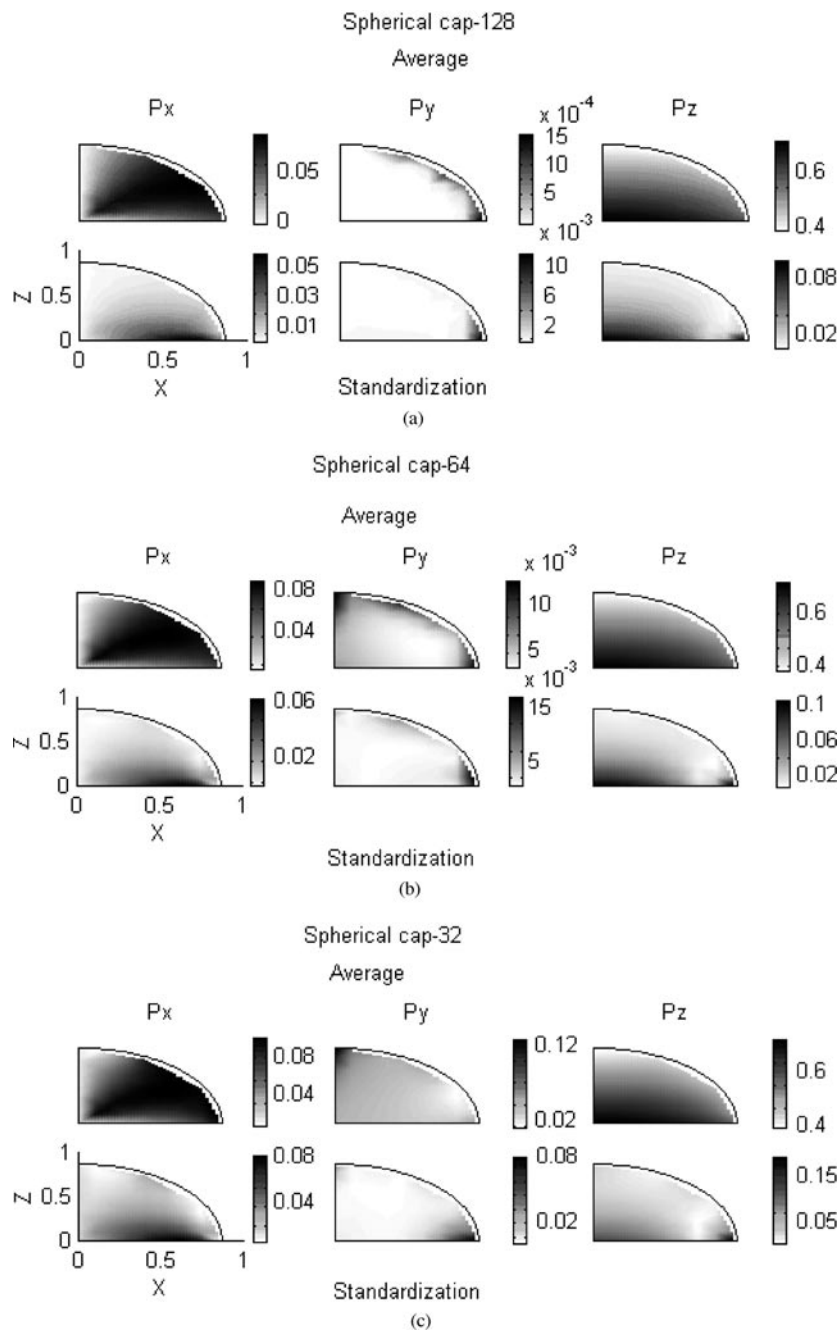 Spherical cap-128
Average
Px Py Pz
x 10⁻⁴
0.05
0
15
10
5
0.6
0.4
x 10⁻³
1
0.5
0
Z
0.05
0.03
0.01
10
6
2
0.08
0.02
0 0.5 1
X
Standardization
(a)
Spherical cap-64
Average
Px Py Pz
x 10⁻³
0.08
0.04
10
5
0.6
0.4
x 10⁻³
1
0.5
0
Z
0.06
0.02
15
5
0.1
0.06
0.02
0 0.5 1
X
Standardization
(b)
Spherical cap-32
Average
Px Py Pz
0.08
0.04
0.12
0.02
0.6
0.4
1
0.5
0
Z
0.08
0.04
0.08
0.02
0.15
0.05
0 0.5 1
X
Standardization
(c)